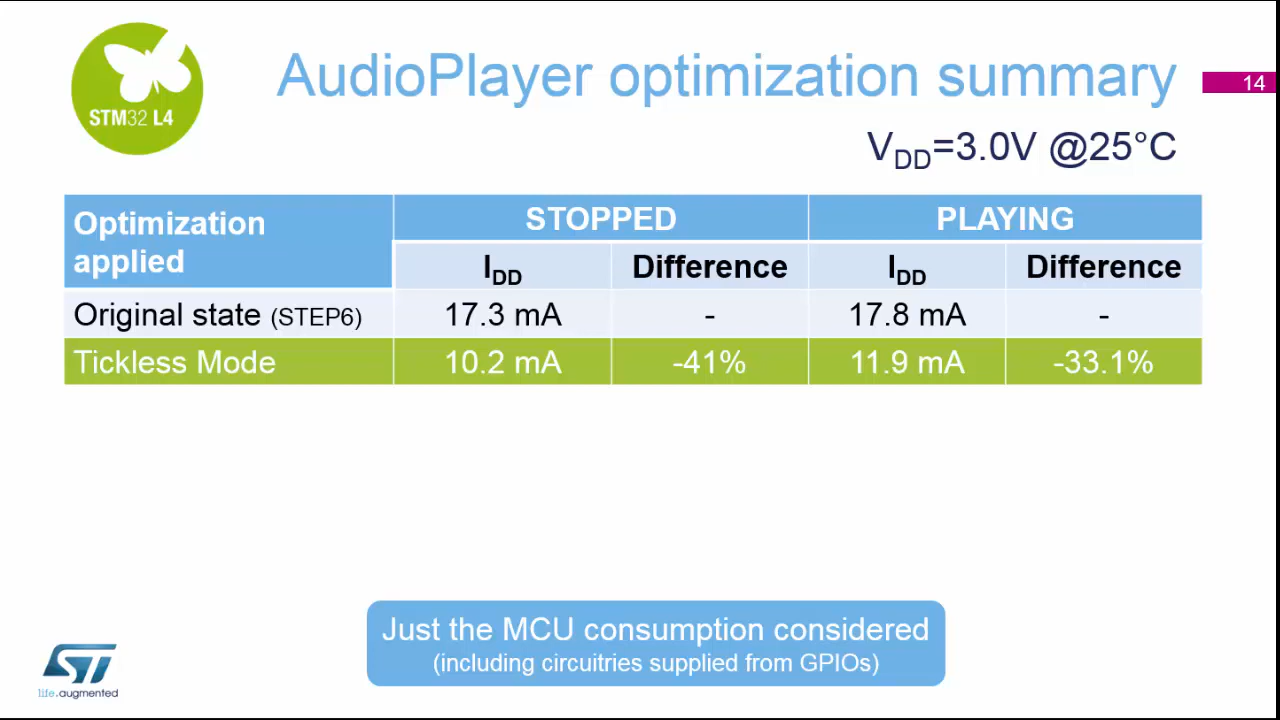 STM32 L4
AudioPlayer optimization summary
14
VDD=3.0V @25°C
Optimization applied
STOPPED
PLAYING
IDD
Difference
IDD
Difference
Original state (STEP6)
17.3 mA
-
17.8 mA
-
Tickless Mode
10.2 mA
-41%
11.9 mA
-33.1%
Just the MCU consumption considered
(including circuitries supplied from GPIOs)
ST
life.augmented